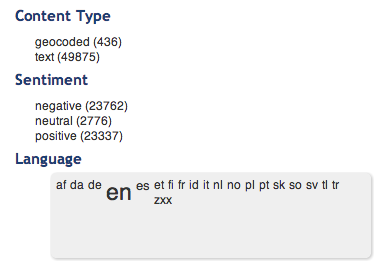 Content Type
geocoded (436)
text (49875)
Sentiment
negative (23762)
neutral (2776)
positive (23337)
Language
af da de en es et fi fr id it nl no pl pt sk so sv tl tr
zxx